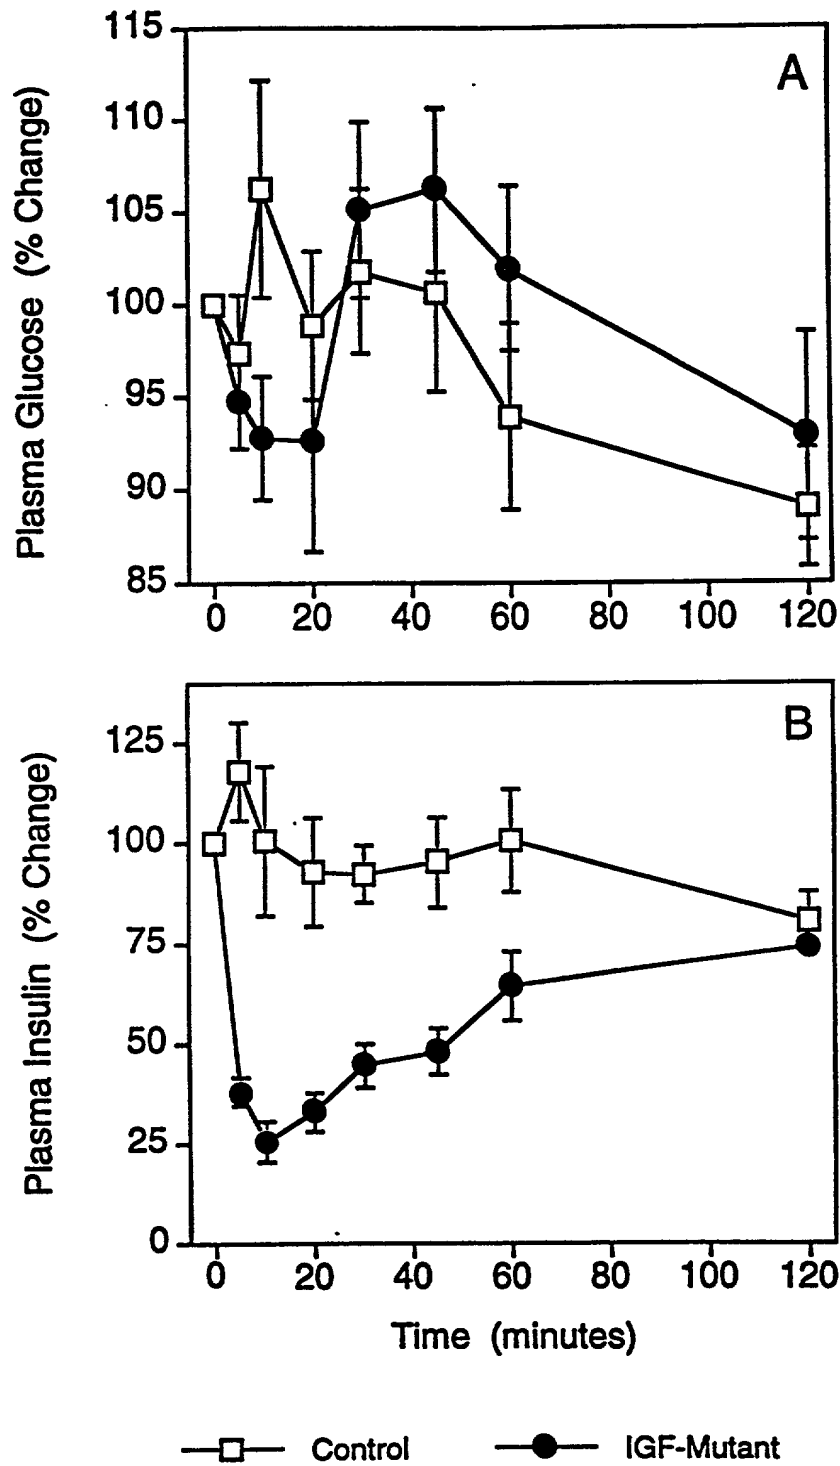 115
A
110
105
100
95
90
85
Plasma Glucose (% Change)
0 20 40 60 80 100 120
B
125
100
75
50
25
0
Plasma Insulin (% Change)
0 20 40 60 80 100 120
Time (minutes)
Control IGF-Mutant